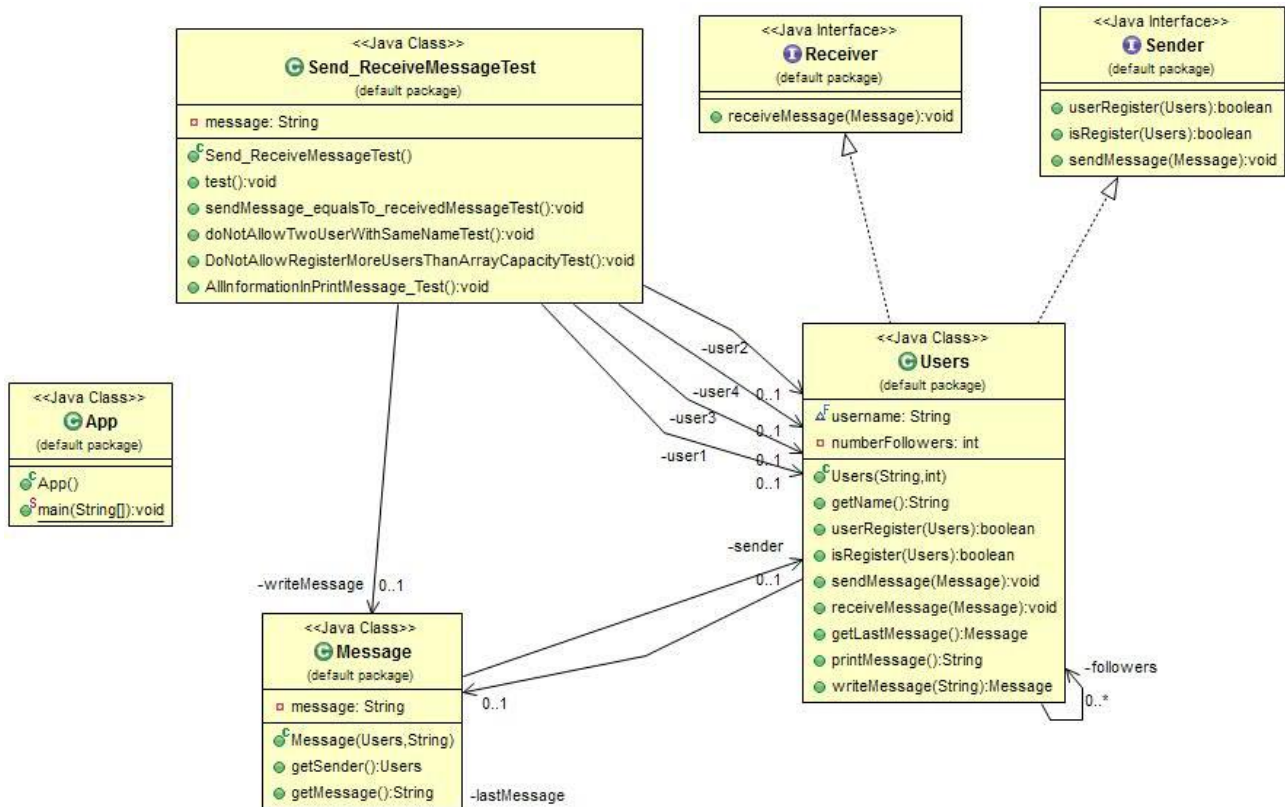 <<Java Class>>
Send_ReceiveMessageTest
(default package)
message: String
Send_ReceiveMessageTest()
test():void
sendMessage_equalsTo_receivedMessageTest():void
doNotAllowTwoUserWithSameNameTest():void
DoNotAllowRegisterMoreUsersThanArrayCapacityTest():void
AllInformationInPrintMessage_Test():void
<<Java Interface>>
Receiver
(default package)
receiveMessage(Message):void
<<Java Interface>>
Sender
(default package)
userRegister(Users):boolean
isRegister(Users):boolean
sendMessage(Message):void
<<Java Class>>
App
(default package)
App()
main(String[]):void
-user2
0..1
-user4
0..1
-user3
0..1
-user1
0..1
<<Java Class>>
Users
(default package)
username: String
numberFollowers: int
Users(String,int)
getName():String
userRegister(Users):boolean
isRegister(Users):boolean
sendMessage(Message):void
receiveMessage(Message):void
getLastMessage():Message
printMessage():String
writeMessage(String):Message
-followers
0..*
-sender
0..1
-writeMessage
0..1
<<Java Class>>
Message
(default package)
message: String
Message(Users,String)
getSender():Users
getMessage():String
0..1
-lastMessage